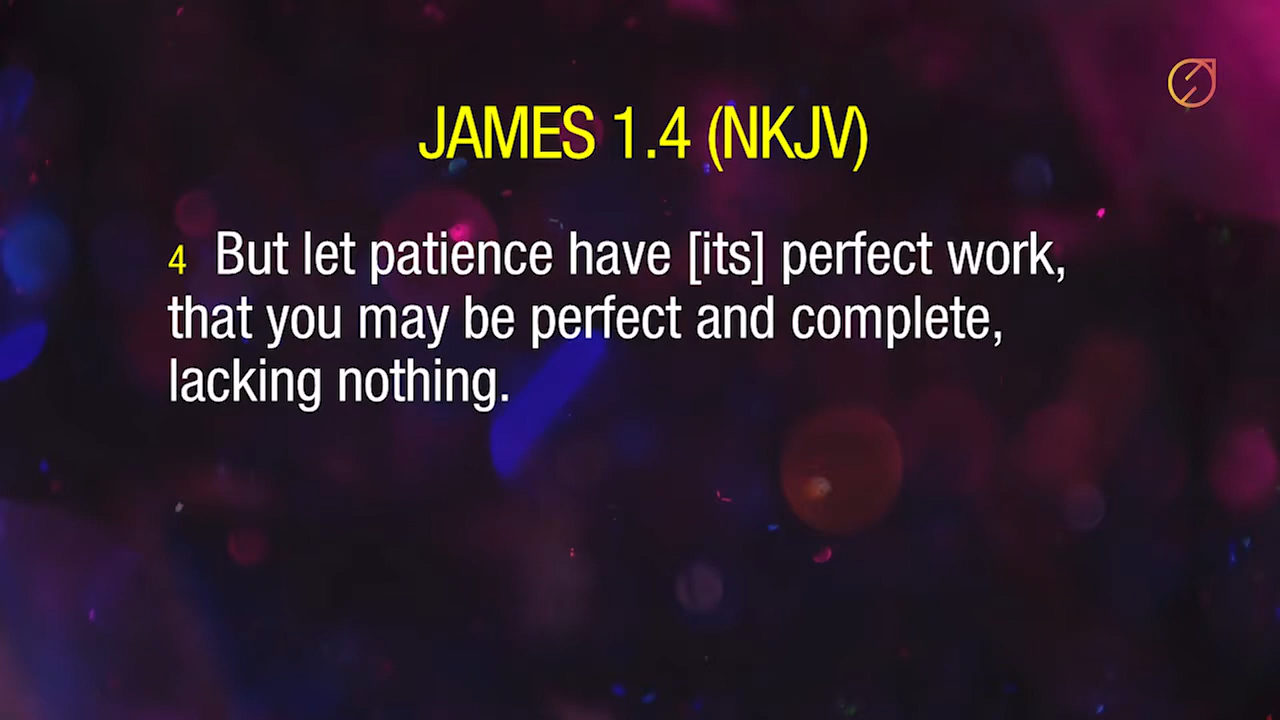 JAMES 1.4 (NKJV)
4 But let patience have [its] perfect work,
that you may be perfect and complete,
lacking nothing.